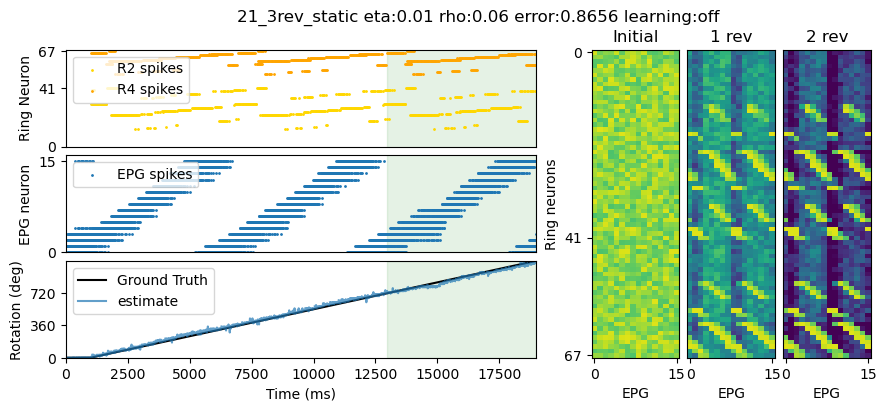 21_3rev_static eta:0.01 rho:0.06 error:0.8656 learning:off
Ring Neuron
67
41
0
R2 spikes
R4 spikes
EPG neuron
15
0
EPG spikes
Rotation (deg)
720
360
0
Ground Truth
estimate
0 2500 5000 7500 10000 12500 15000 17500
Time (ms)
Initial 1 rev 2 rev
Ring neurons
0
41
67
0 15 0 15 0 15
EPG EPG EPG